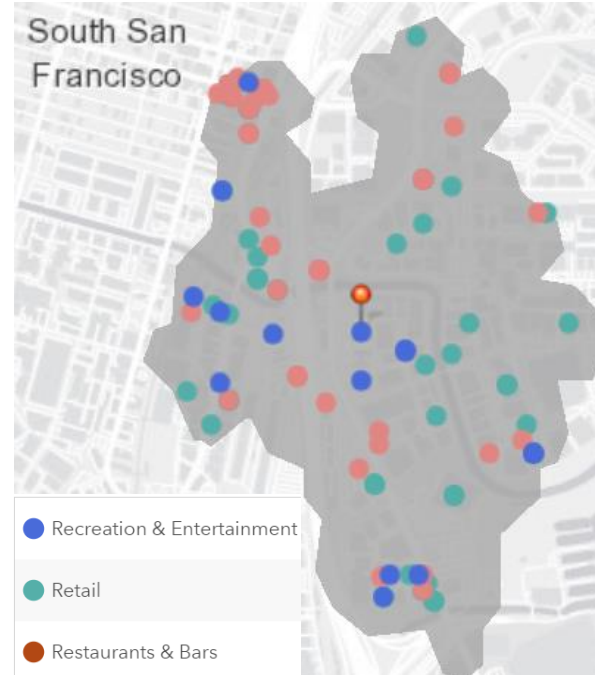 South San
Francisco
Recreation & Entertainment
Retail
Restaurants & Bars